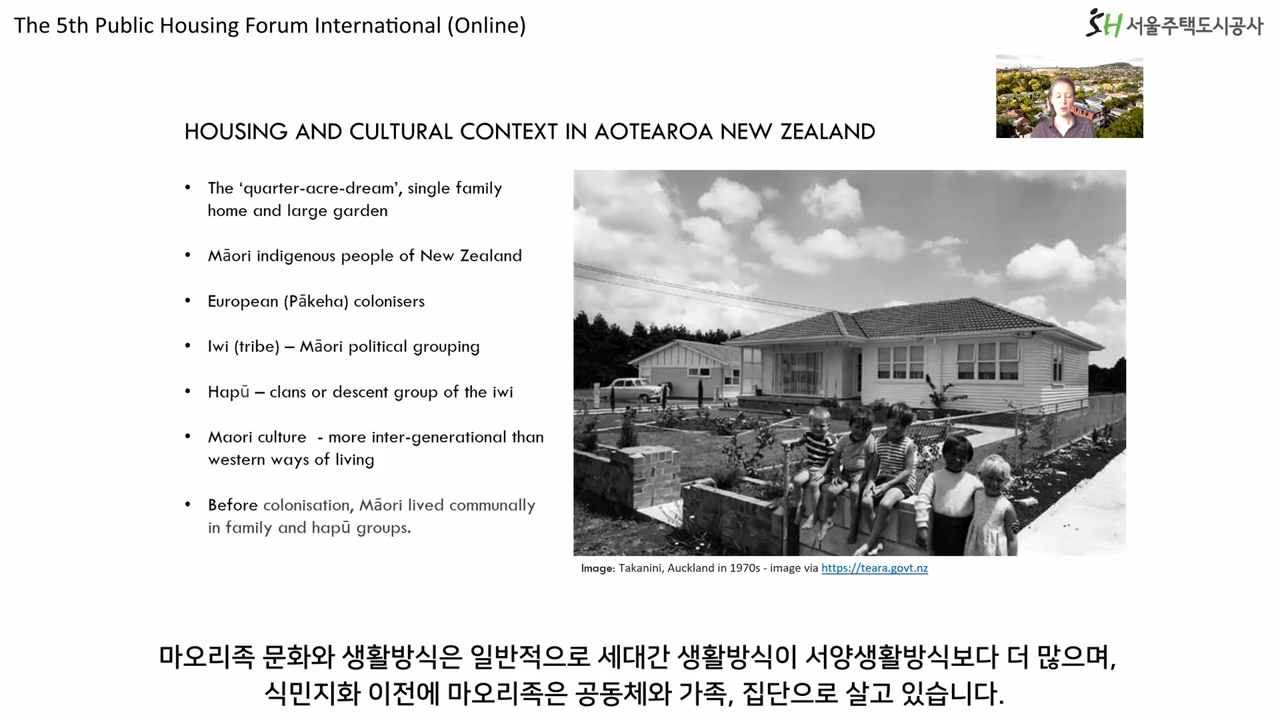 The 5th Public Housing Forum International (Online)
SH 서울주택도시공사
HOUSING AND CULTURAL CONTEXT IN AOTEAROA NEW ZEALAND
• The ‘quarter-acre-dream’, single family
home and large garden
• Māori indigenous people of New Zealand
• European (Pākeha) colonisers
• Iwi (tribe) – Māori political grouping
• Hapū – clans or descent group of the iwi
• Maori culture - more inter-generational than
western ways of living
• Before colonisation, Māori lived communally
in family and hapū groups.
Image: Takanini, Auckland in 1970s - image via https://teara.govt.nz
마오리족 문화와 생활방식은 일반적으로 세대간 생활방식이 서양생활방식보다 더 많으며,
식민지화 이전에 마오리족은 공동체와 가족, 집단으로 살고 있습니다.